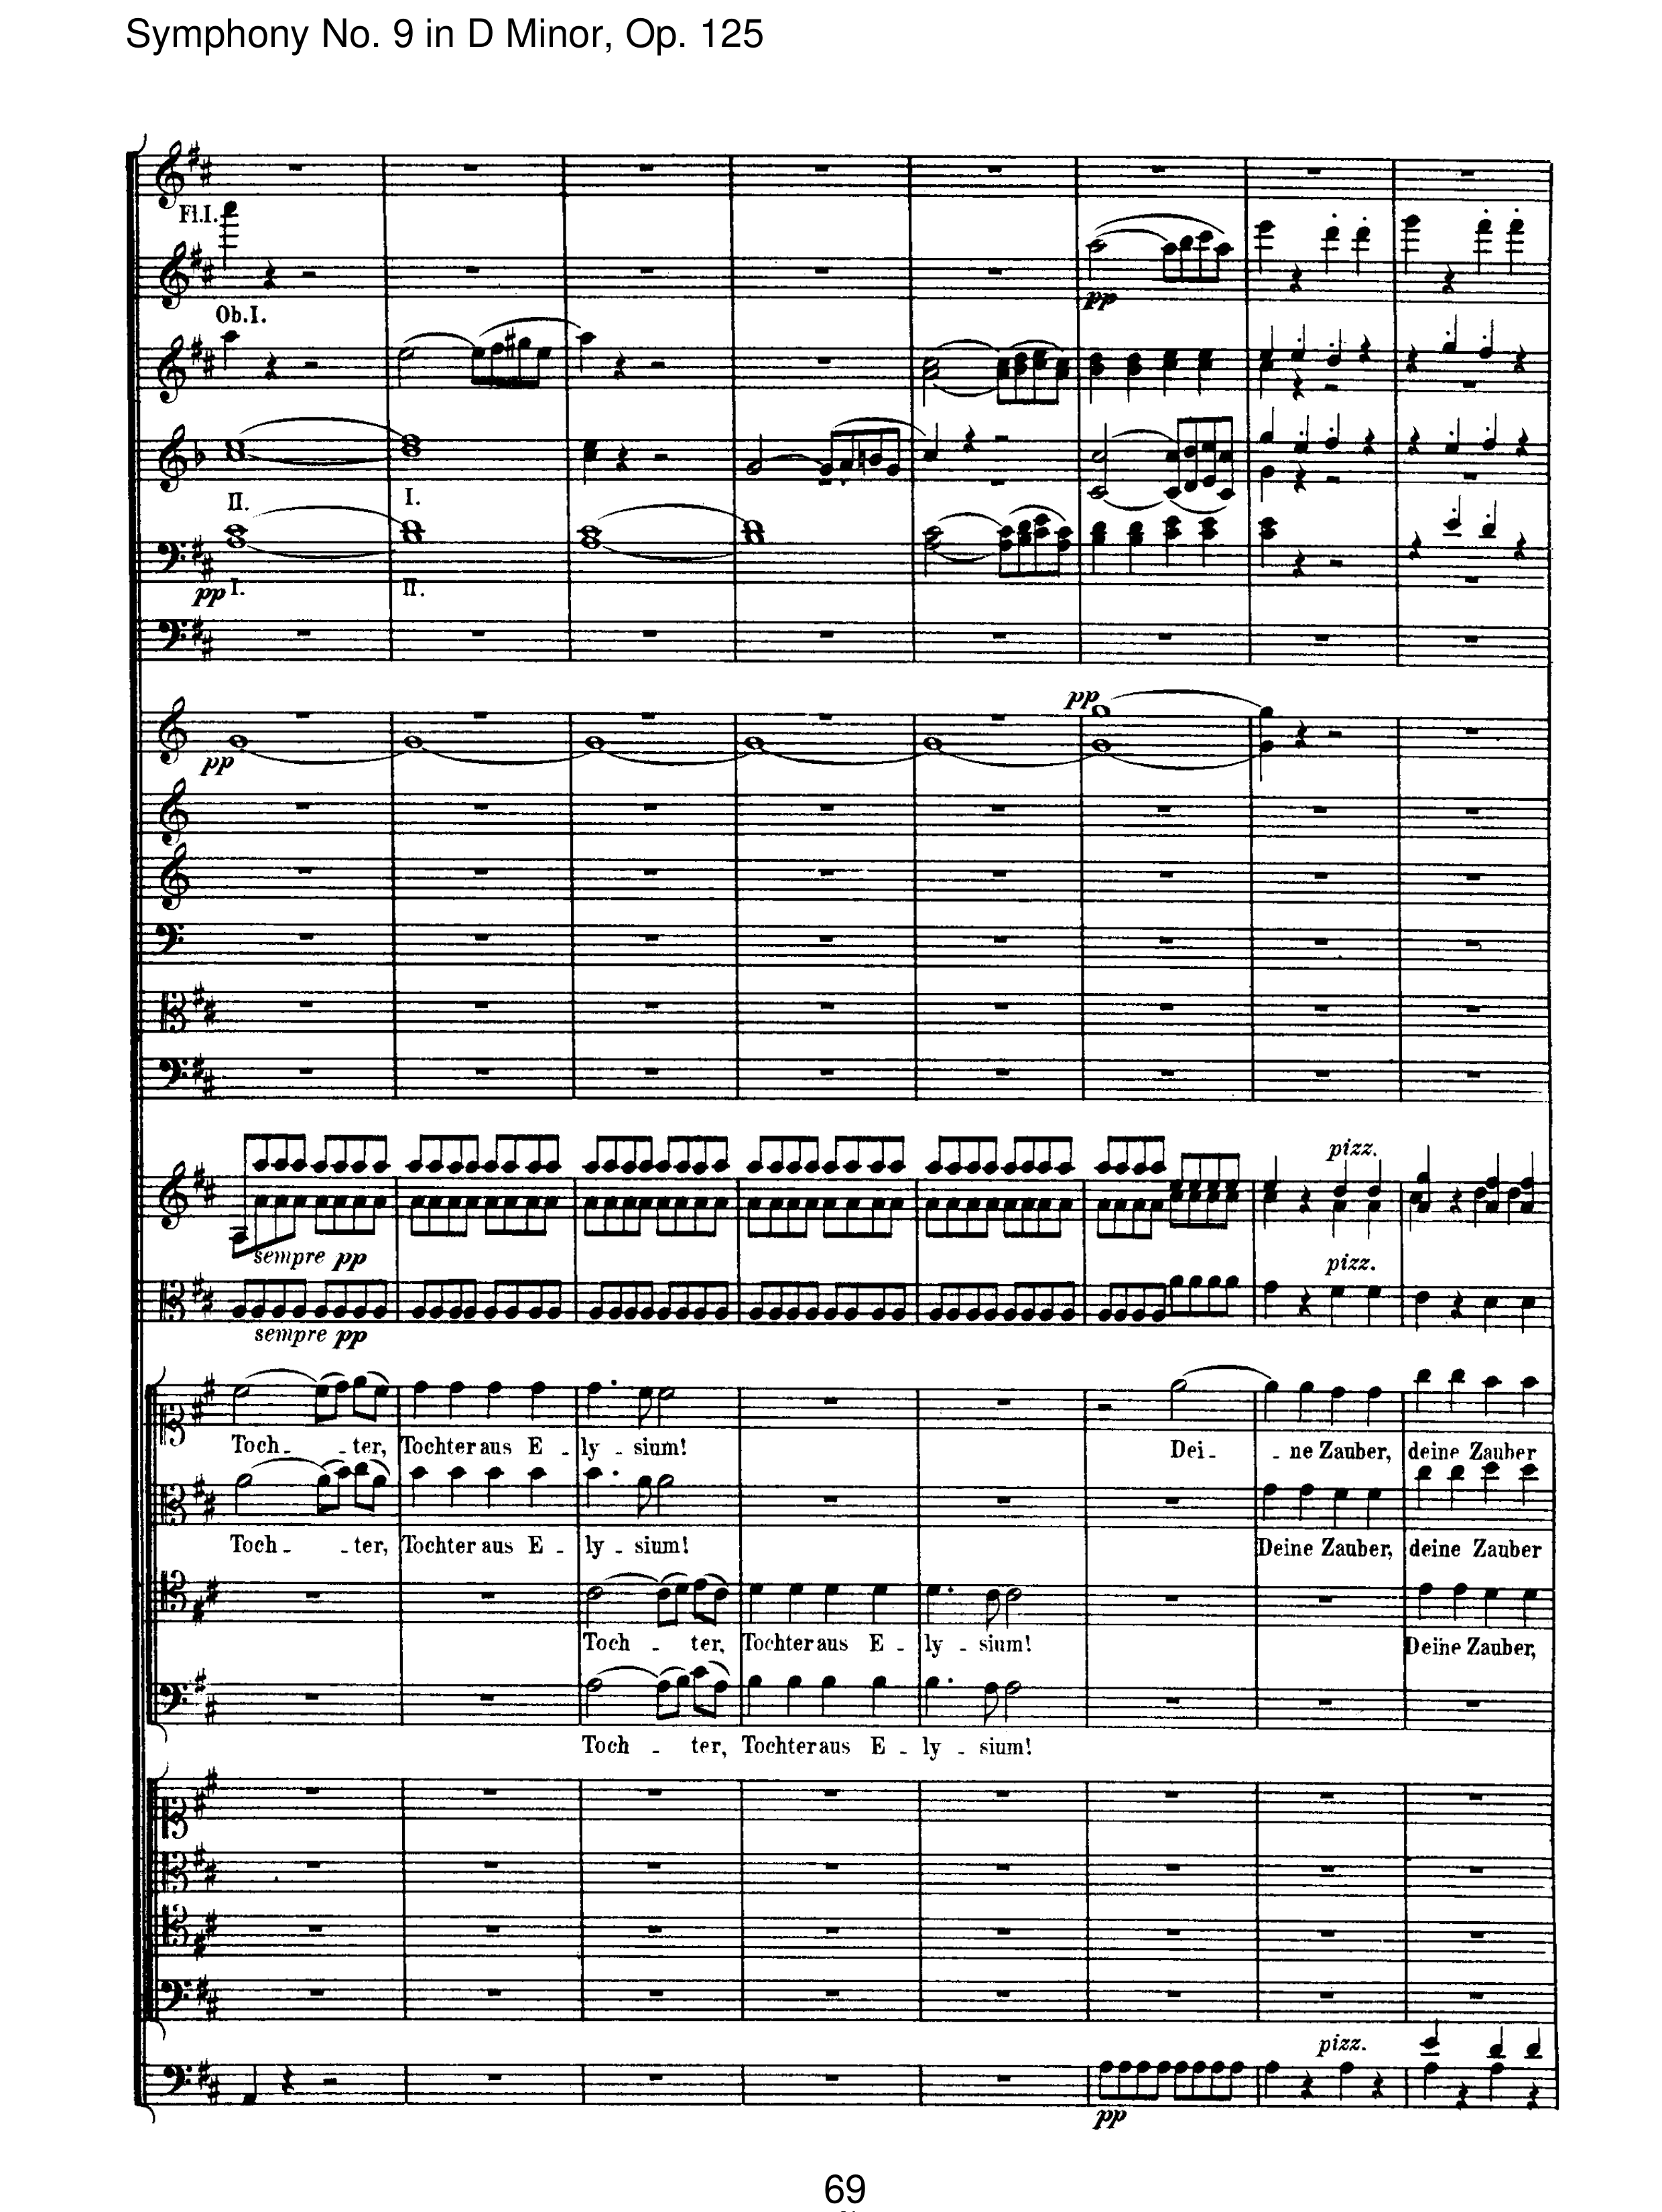 Symphony No. 9 in D Minor, Op. 125
Fl.I.
pp
Ob.I.
II. I.
pp I. II.
pp
pp
pizz.
sempre pp
pizz.
sempre pp
Toch - - ter, Tochter aus E - ly - sium! Dei - - ne Zauber, deine Zauber
Toch - - ter, Tochter aus E - ly - sium! Deine Zauber, deine Zauber
Toch - ter, Tochter aus E - ly - sium! Deine Zauber,
Toch - ter, Tochter aus E - ly - sium!
pizz.
pp
69